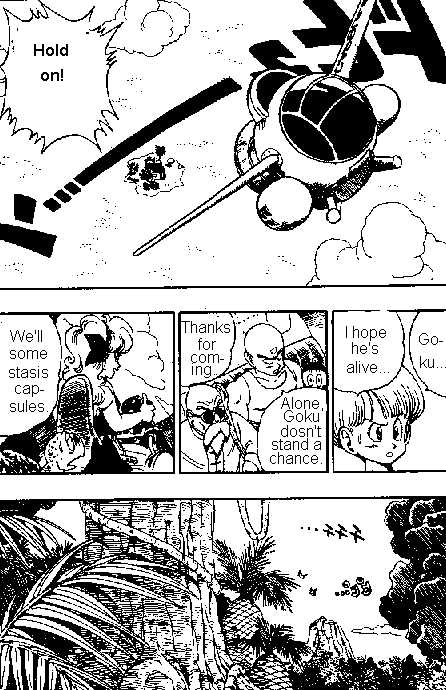 Hold
on!
Go-
ku...
I hope
he's
alive...
Thanks
for
com-
ing.
Alone,
Goku
dosn't
stand a
chance.
We'll
some
stasis
cap-
sules.